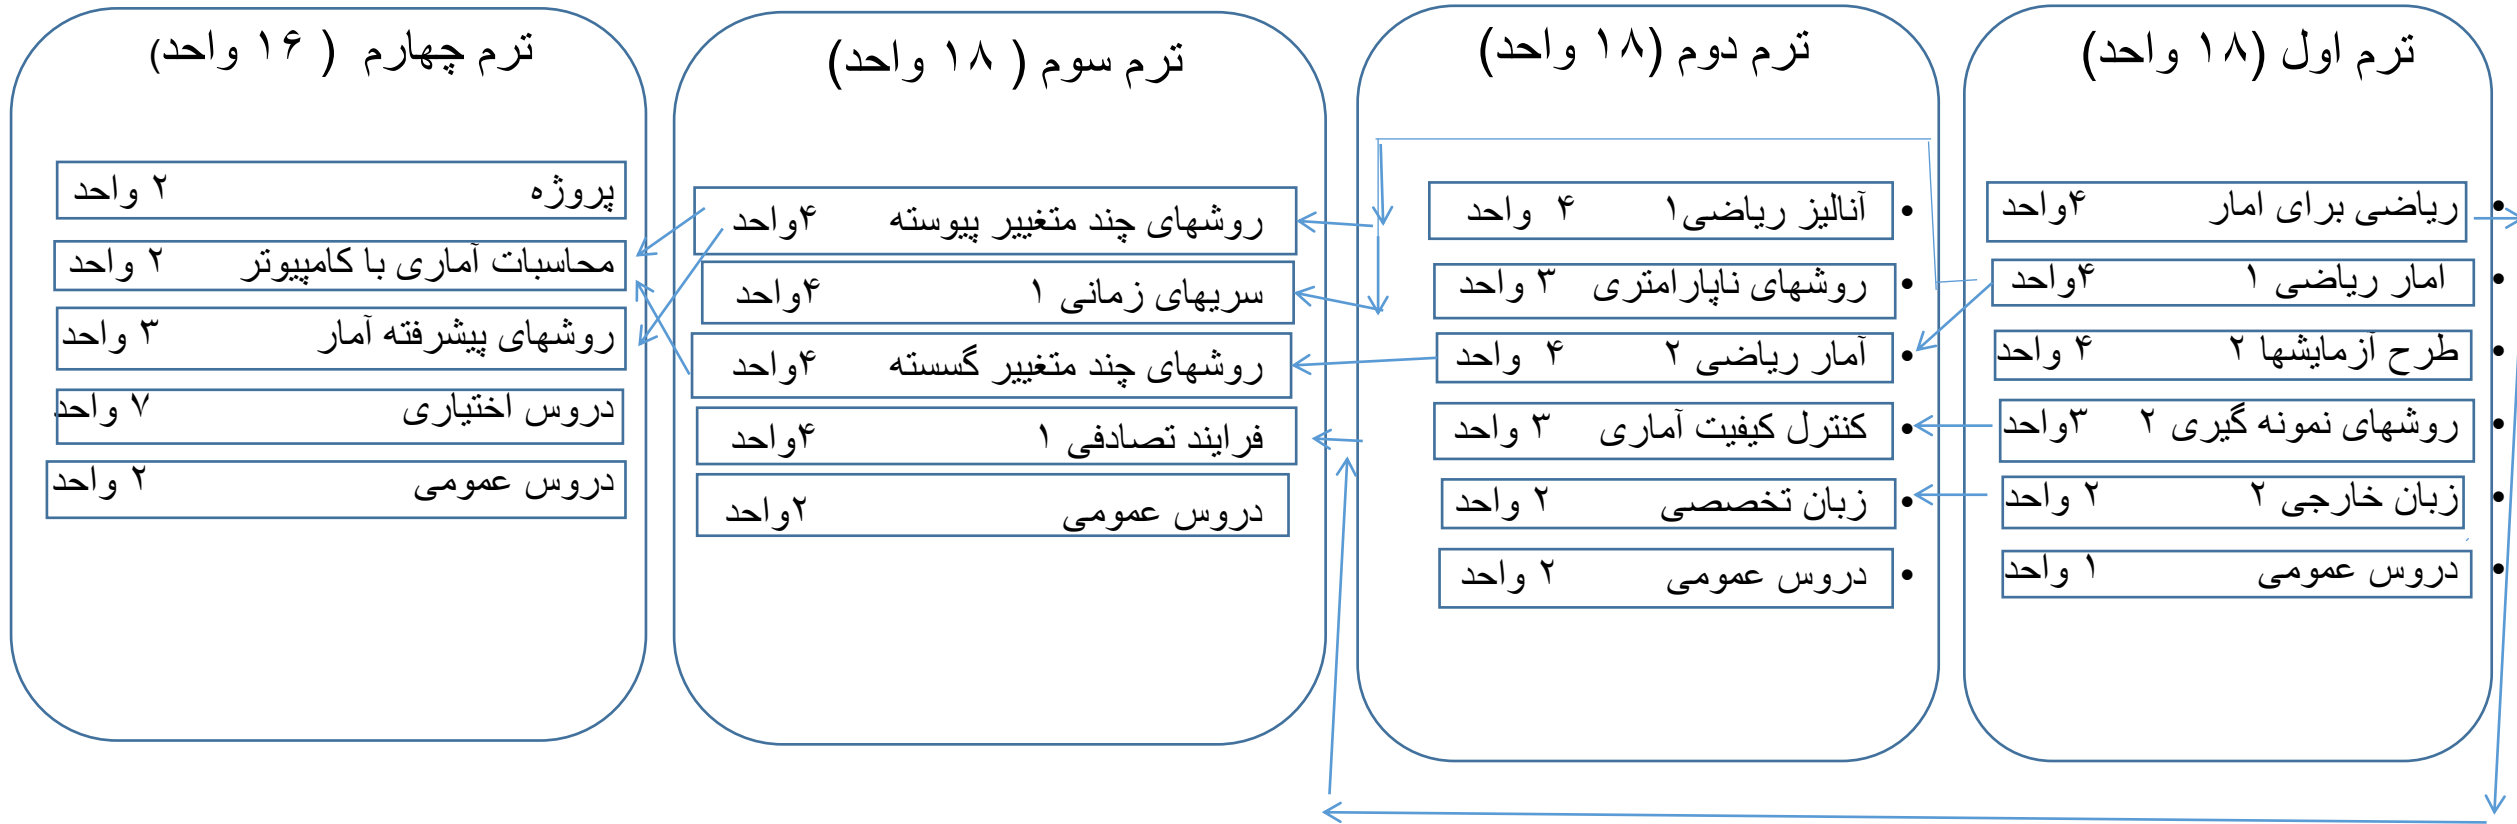 ترم اول (۱۸ واحد)
ریاضی برای امار ۴واحد
امار ریاضی ۱ ۴واحد
طرح آزمایشها ۲ ۴ واحد
روشهای نمونه گیری ۲ ۳واحد
زبان خارجی ۲ ۲ واحد
دروس عمومی ۱ واحد
ترم دوم (۱۸ واحد)
آنالیز ریاضی۱ ۴ واحد
روشهای ناپارامتری ۳ واحد
آمار ریاضی ۲ ۴ واحد
کنترل کیفیت آماری ۳ واحد
زبان تخصصی ۲ واحد
دروس عمومی ۲ واحد
ترم سوم ( ۱۸ واحد)
روشهای چند متغییر پیوسته ۴واحد
سریهای زمانی ۱ ۴واحد
روشهای چند متغییر گسسته ۴واحد
فرایند تصادفی ۱ ۴واحد
دروس عمومی ۲واحد
ترم چهارم ( ۱۶ واحد)
پروژه ۲ واحد
محاسبات آماری با کامپیوتر ۲ واحد
روشهای پیشرفته آمار ۳ واحد
دروس اختیاری ۷ واحد
دروس عمومی ۲ واحد